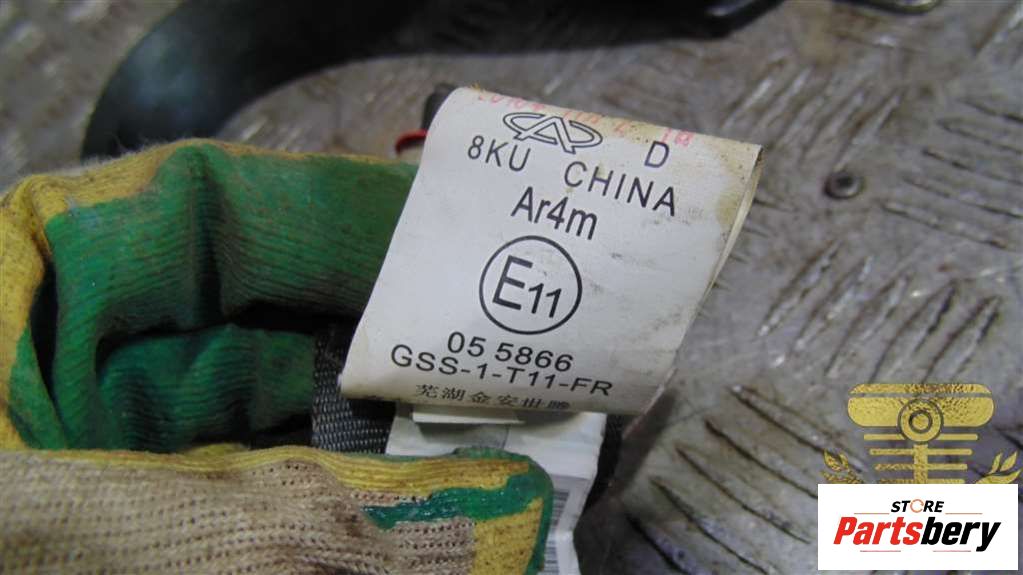 D
8KU CHINA
Ar4m
E11
05 5866
GSS-1-T11-FR
芜湖金安世腾
STORE
Partsbery